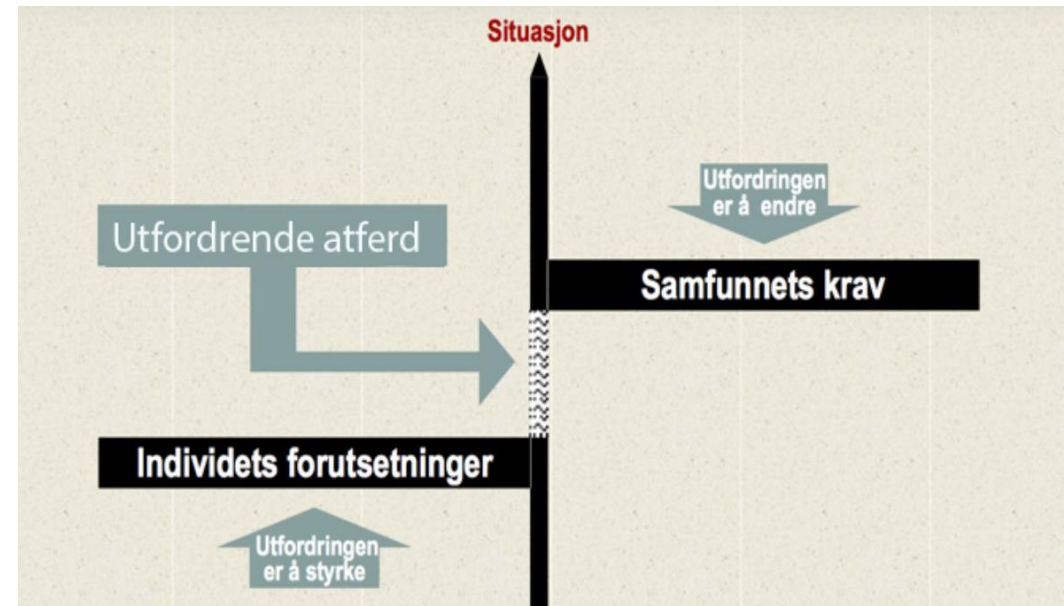 Situasjon
Utfordringen
er å endre
Utfordrende atferd
Samfunnets krav
Individets forutsetninger
Utfordringen
er å styrke